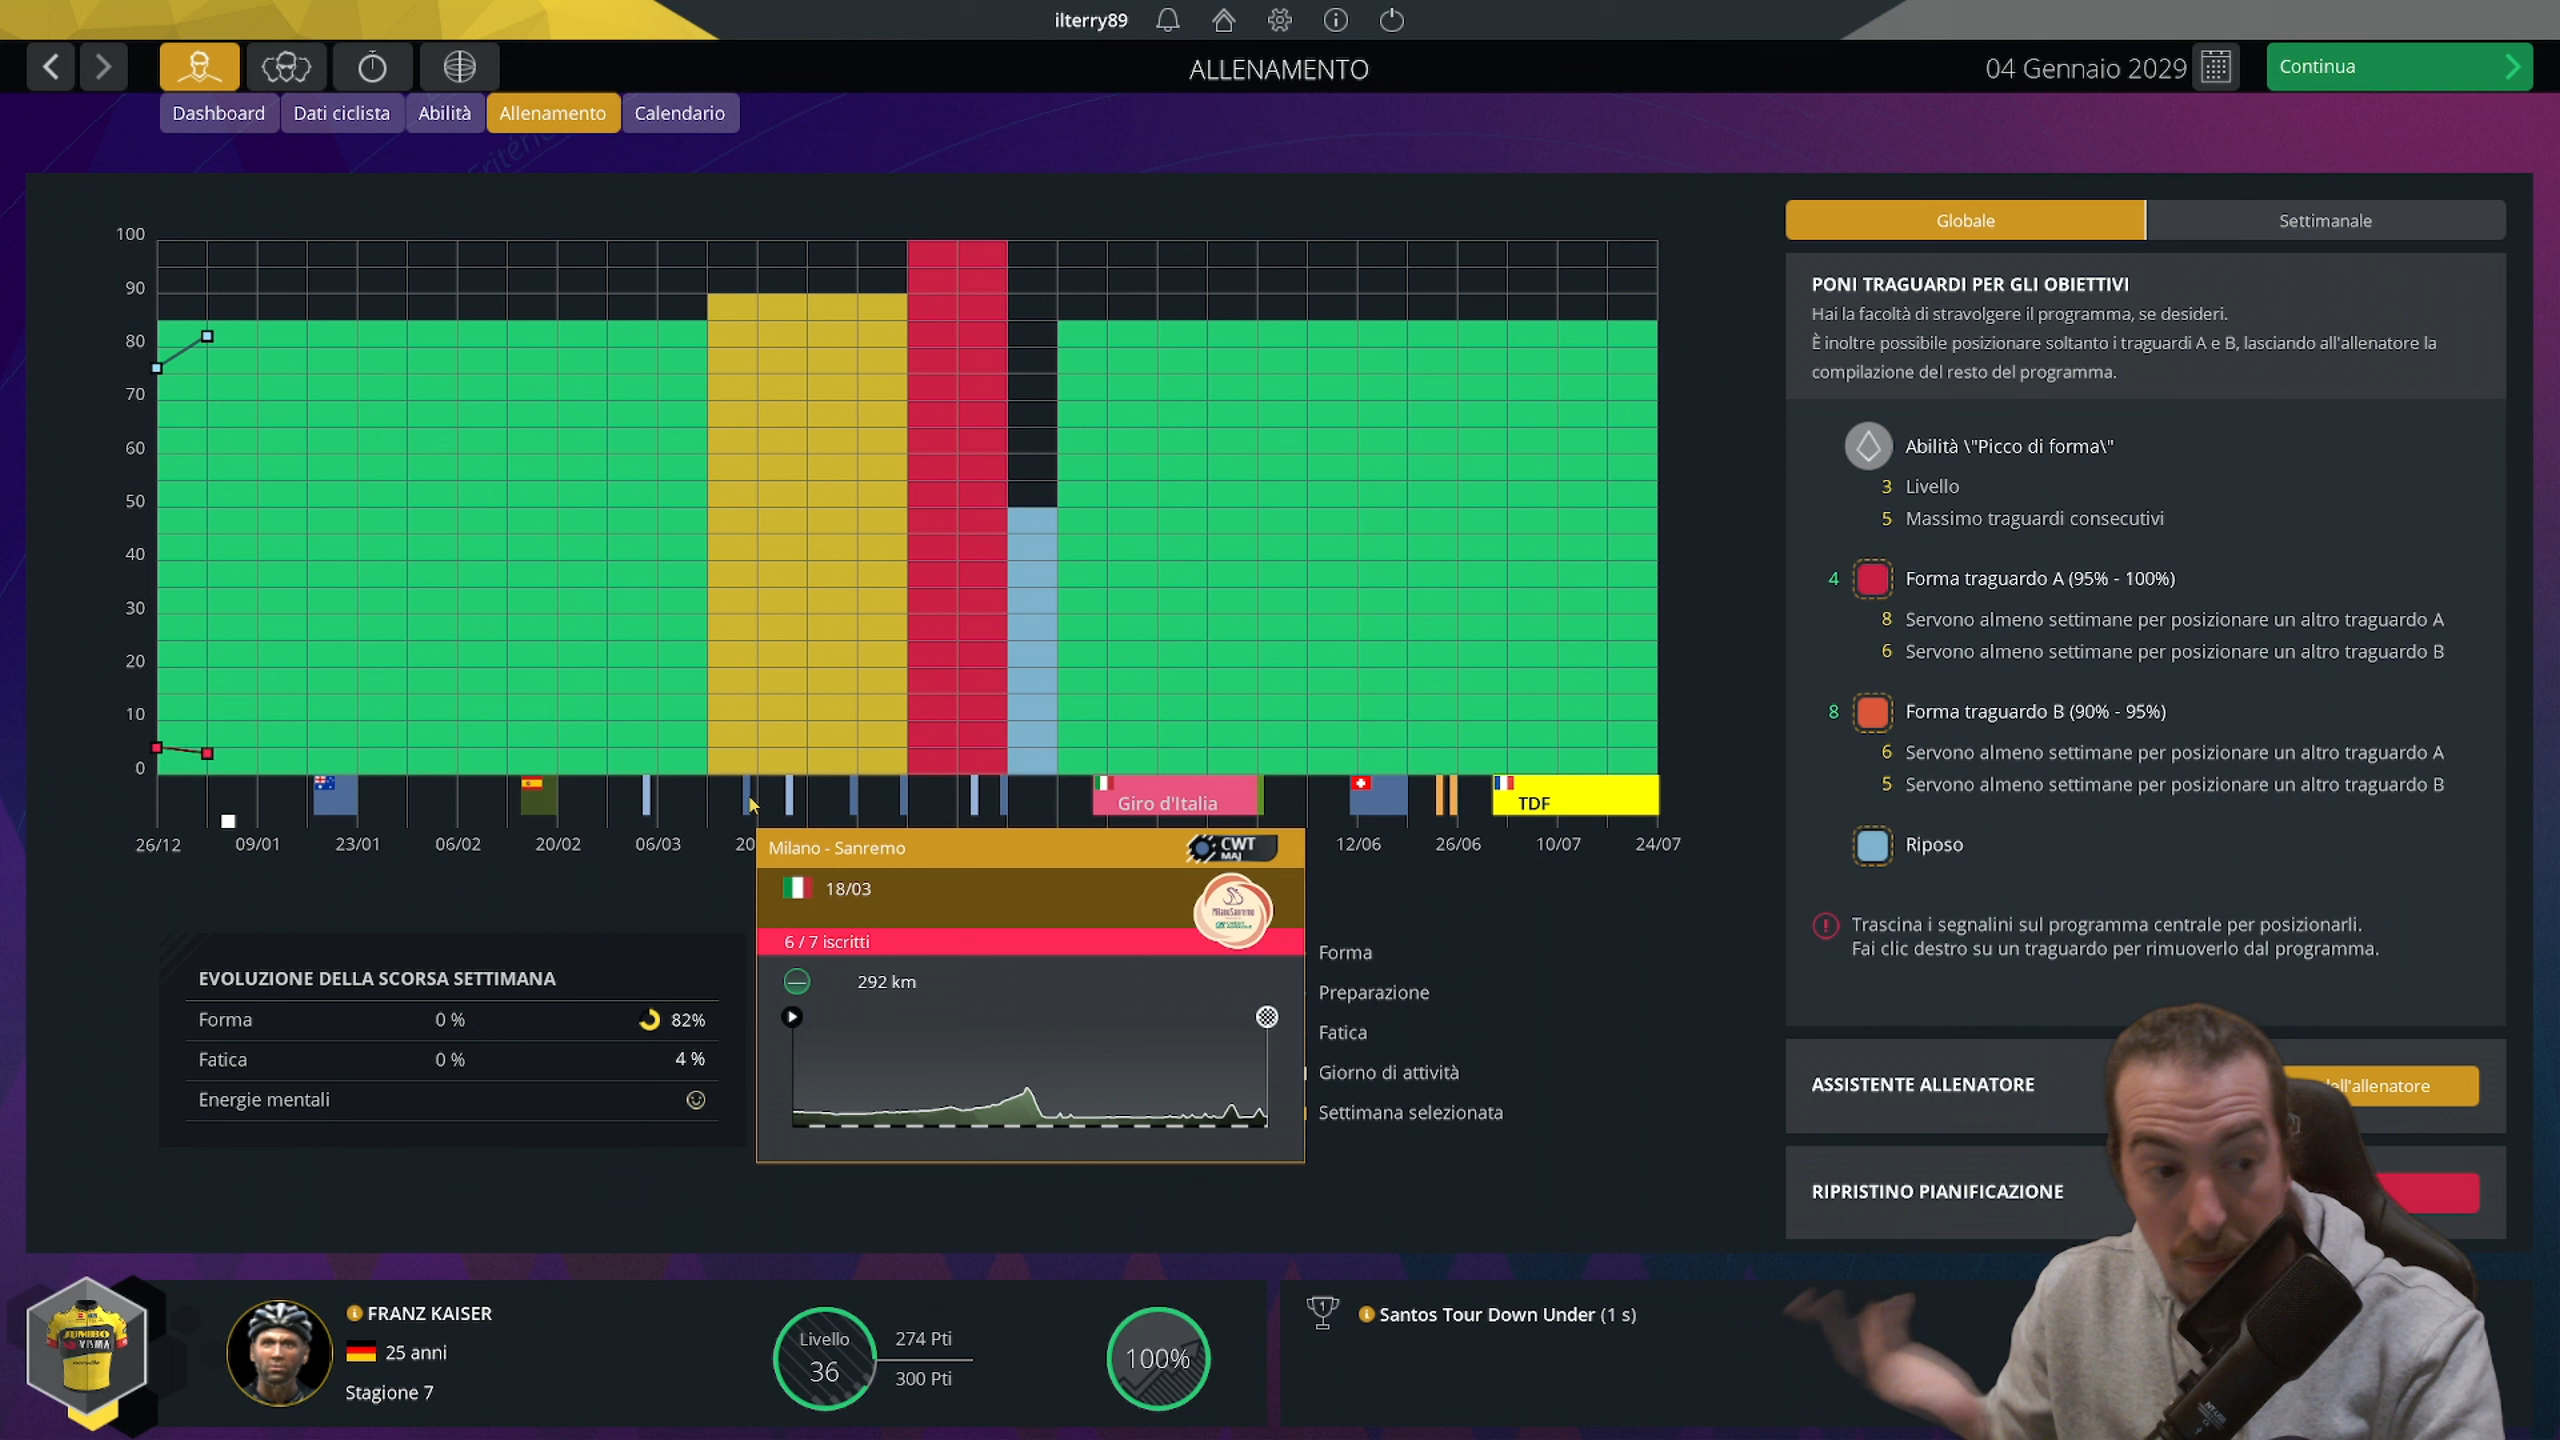 ilterry89
ALLENAMENTO
04 Gennaio 2029
Continua
Dashboard
Dati ciclista
Abilità
Allenamento
Calendario
Globale
Settimanale
PONI TRAGUARDI PER GLI OBIETTIVI
Hai la facoltà di stravolgere il programma, se desideri.
È inoltre possibile posizionare soltanto i traguardi A e B, lasciando all'allenatore la
compilazione del resto del programma.
Abilità \"Picco di forma\"
3 Livello
5 Massimo traguardi consecutivi
4 Forma traguardo A (95% - 100%)
8 Servono almeno settimane per posizionare un altro traguardo A
6 Servono almeno settimane per posizionare un altro traguardo B
8 Forma traguardo B (90% - 95%)
6 Servono almeno settimane per posizionare un altro traguardo A
5 Servono almeno settimane per posizionare un altro traguardo B
Riposo
Trascina i segnalini sul programma centrale per posizionarli.
Fai clic destro su un traguardo per rimuoverlo dal programma.
ASSISTENTE ALLENATORE
dell'allenatore
RIPRISTINO PIANIFICAZIONE
100
90
80
70
60
50
40
30
20
10
0
Giro d'Italia
TDF
26/12
09/01
23/01
06/02
20/02
06/03
20
12/06
26/06
10/07
24/07
Milano - Sanremo
CWT
MAJ
18/03
MilanoSanremo
6 / 7 iscritti
292 km
Forma
Preparazione
Fatica
Giorno di attività
Settimana selezionata
EVOLUZIONE DELLA SCORSA SETTIMANA
Forma 0 % 82%
Fatica 0 % 4 %
Energie mentali
JUMBO
VISMA
FRANZ KAISER
25 anni
Stagione 7
Livello
36
274 Pti
300 Pti
100%
Santos Tour Down Under (1 s)